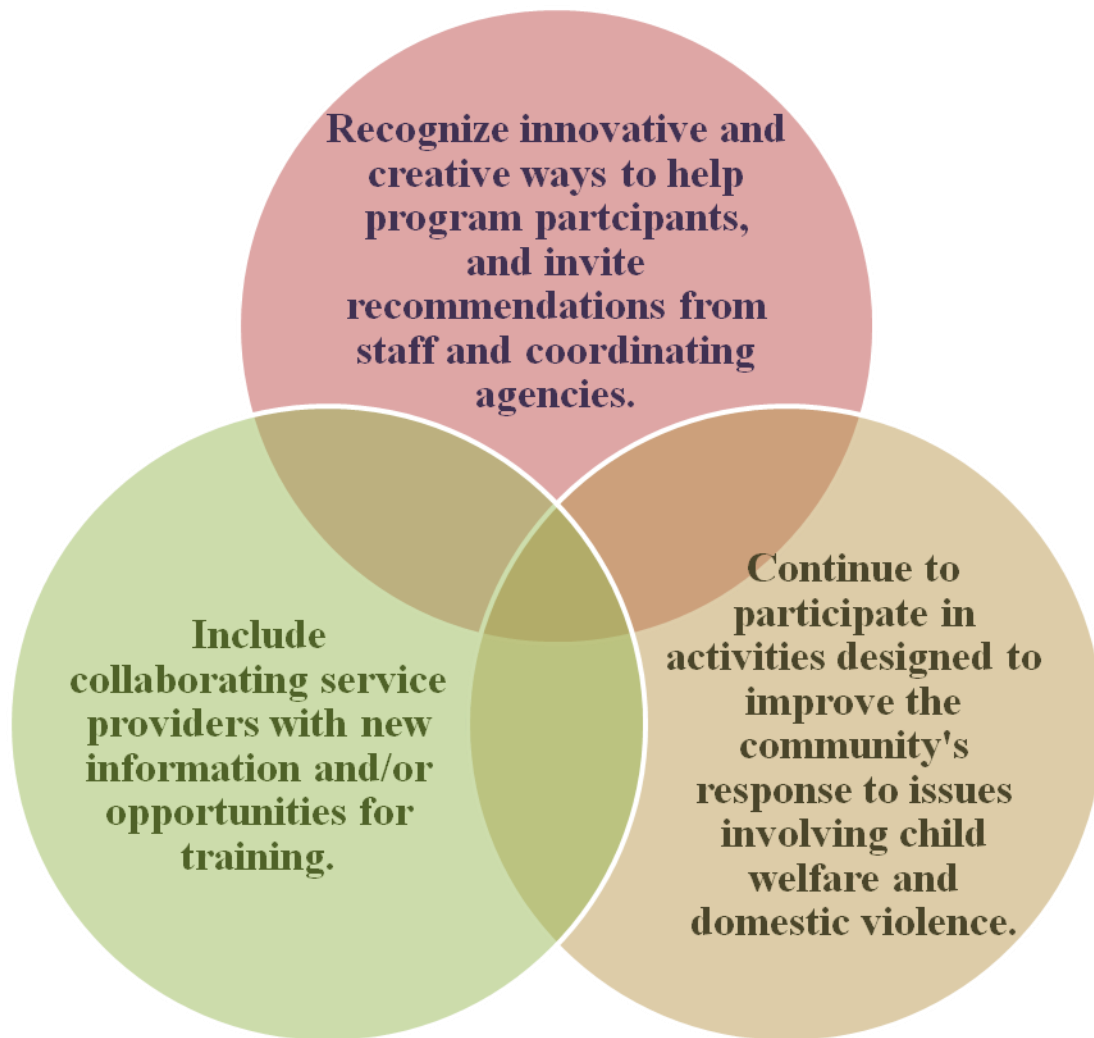 Recognize innovative and
creative ways to help
program partcipants,
and invite
recommendations from
staff and coordinating
agencies.
Include
collaborating service
providers with new
information and/or
opportunities for
training.
Continue to
participate in
activities designed to
improve the
community's
response to issues
involving child
welfare and
domestic violence.